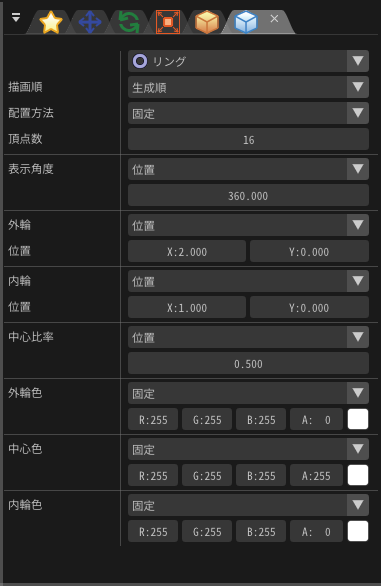 リング
描画順 生成順
配置方法 固定
頂点数 16
表示角度 位置
360.000
外輪 位置
位置 X:2.000 Y:0.000
内輪 位置
位置 X:1.000 Y:0.000
中心比率 位置
0.500
外輪色 固定
R:255 G:255 B:255 A: 0
中心色 固定
R:255 G:255 B:255 A:255
内輪色 固定
R:255 G:255 B:255 A: 0